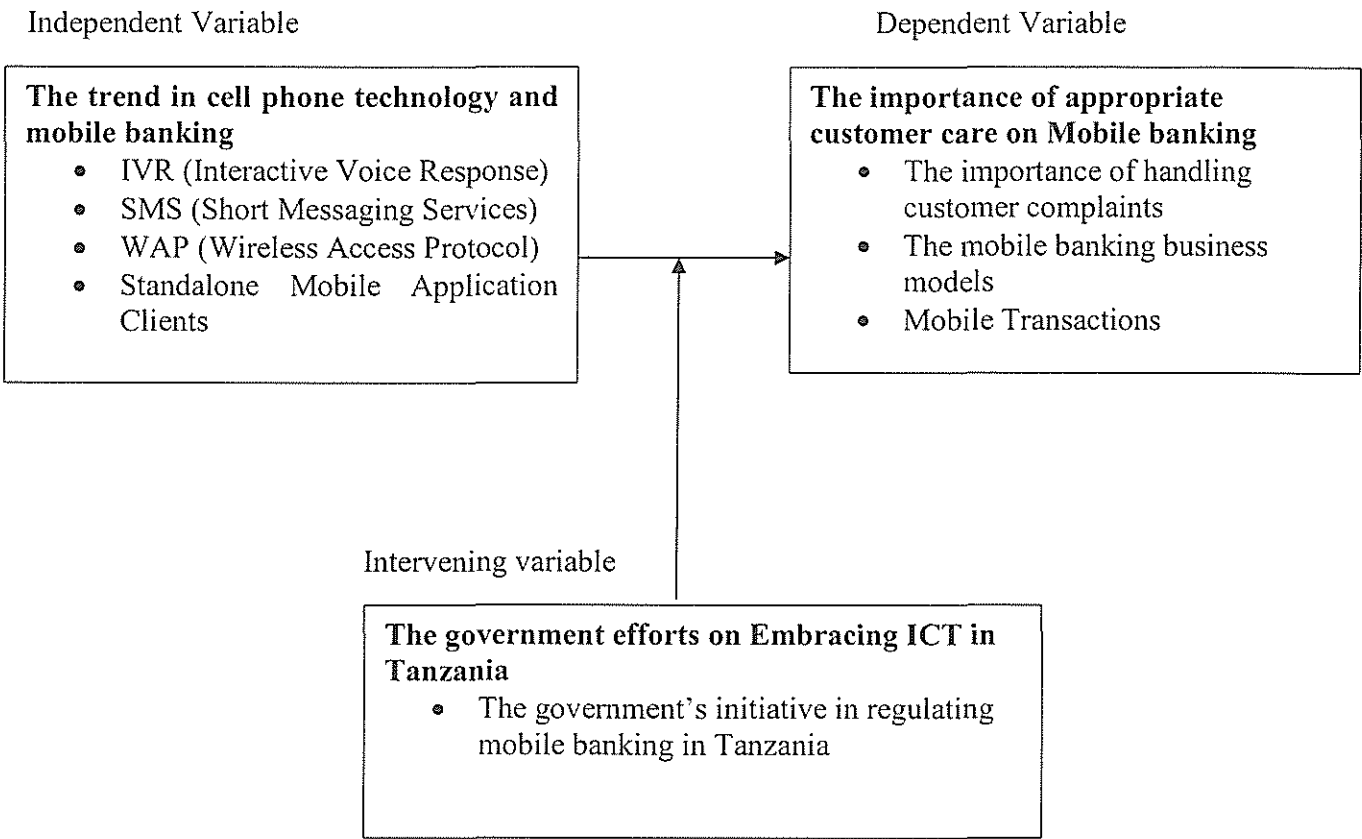 Independent Variable
Dependent Variable
The trend in cell phone technology and
mobile banking
• IVR (Interactive Voice Response)
• SMS (Short Messaging Services)
• WAP (Wireless Access Protocol)
• Standalone Mobile Application
Clients
The importance of appropriate
customer care on Mobile banking
• The importance of handling
customer complaints
• The mobile banking business
models
• Mobile Transactions
Intervening variable
The government efforts on Embracing ICT in
Tanzania
• The government's initiative in regulating
mobile banking in Tanzania